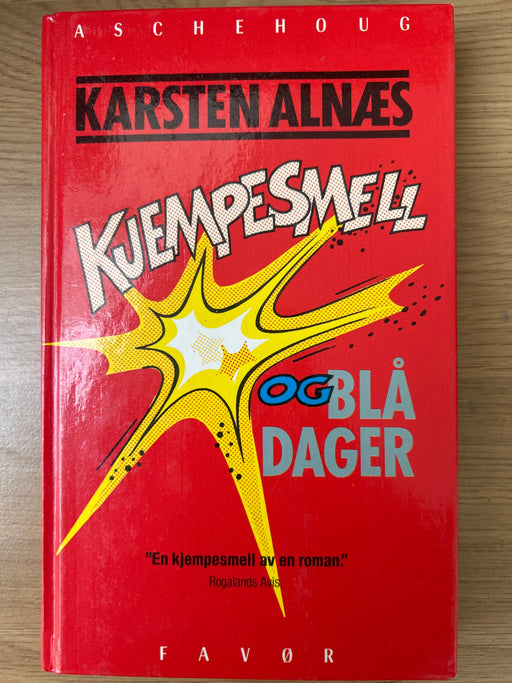 ASCHEHOUG
KARSTEN ALNÆS
KJEMPESMELL
OG BLÅ
DAGER
"En kjempesmell av en roman."
Rogalands Avis
FAVØR